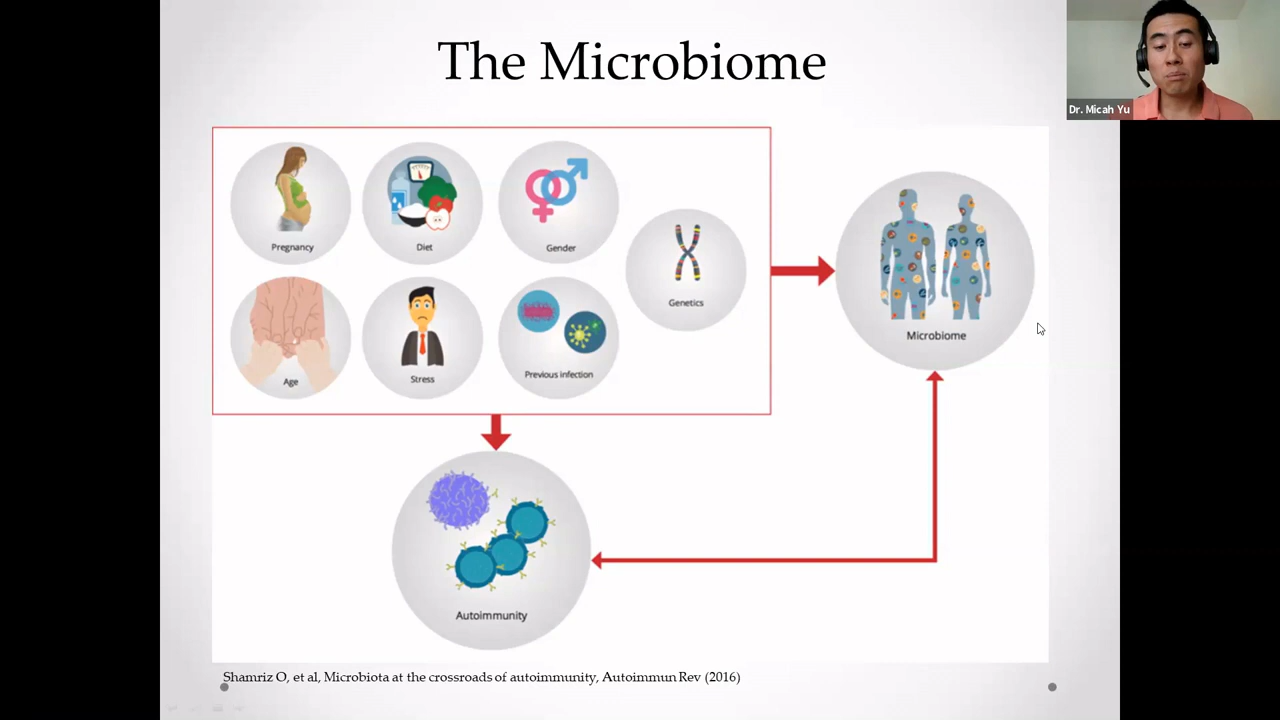 The Microbiome
Dr. Micah Yu
Pregnancy
Diet
Gender
Genetics
Age
Stress
Previous infection
Microbiome
Autoimmunity
Shamriz O, et al, Microbiota at the crossroads of autoimmunity, Autoimmun Rev (2016)